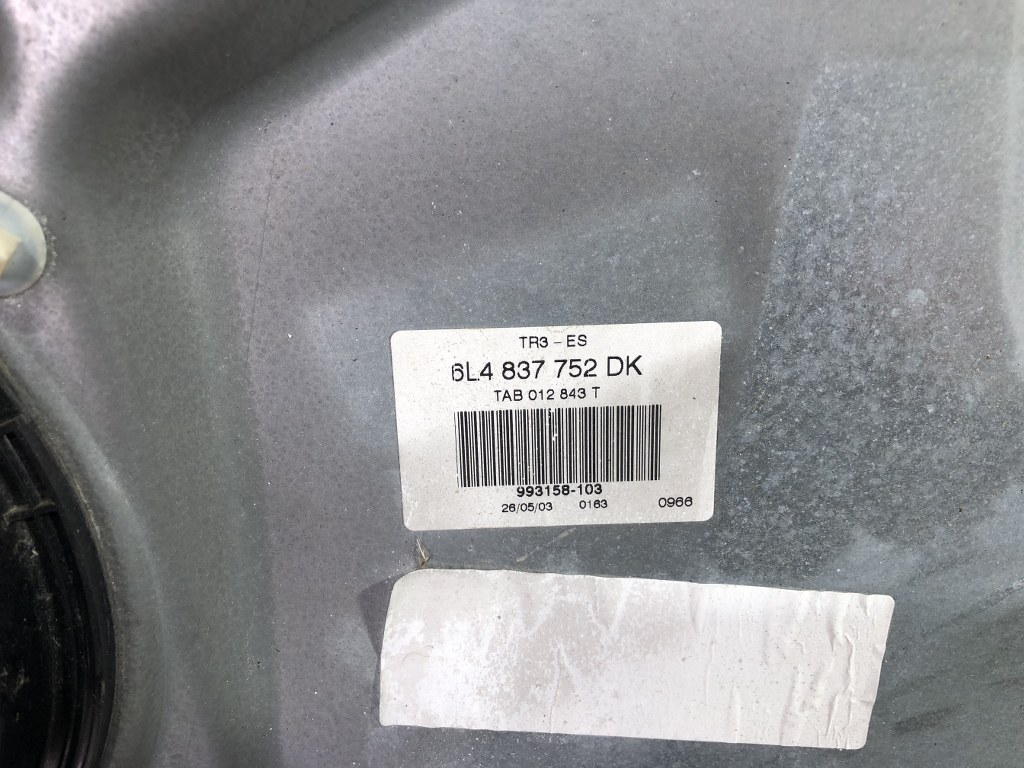 TR3 - ES
6L4 837 752 DK
TAB 012 843 T
993158-103
26/05/03 0163 0966